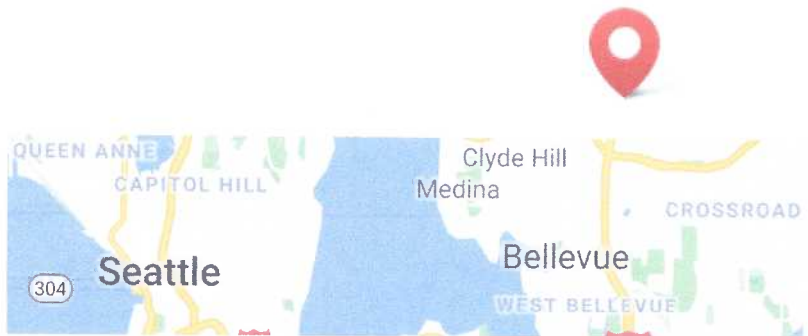 QUEEN ANNE
Clyde Hill
CAPITOL HILL
Medina
CROSSROAD
Bellevue
Seattle
304
WEST BELLEVUE